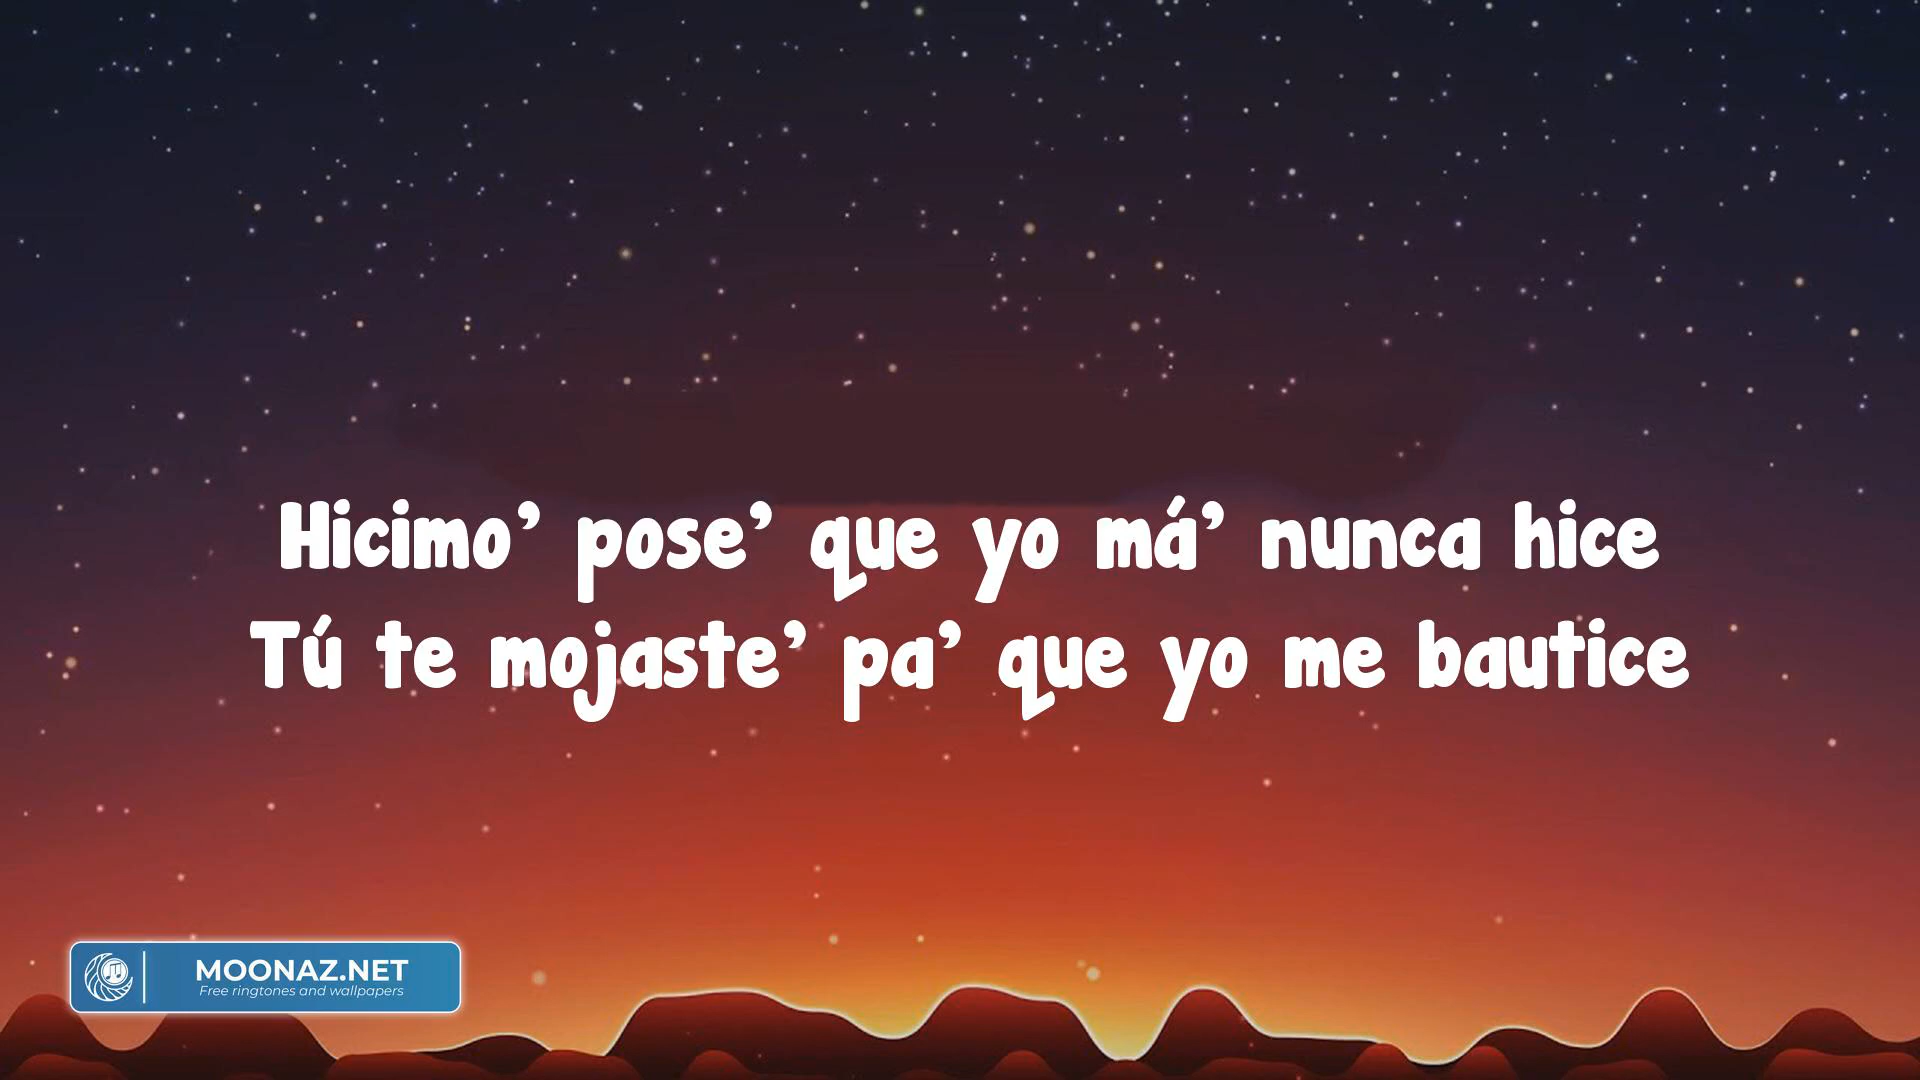 Hicimo’ pose’ que yo má’ nunca hice
Tú te mojaste’ pa’ que yo me bautice
MOONAZ.NET
Free ringtones and wallpapers